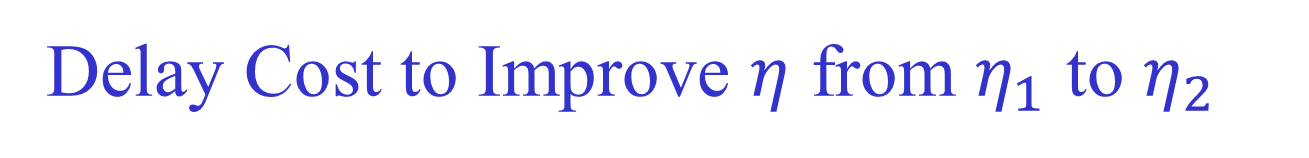 Delay Cost to Improve η from η₁ to η₂